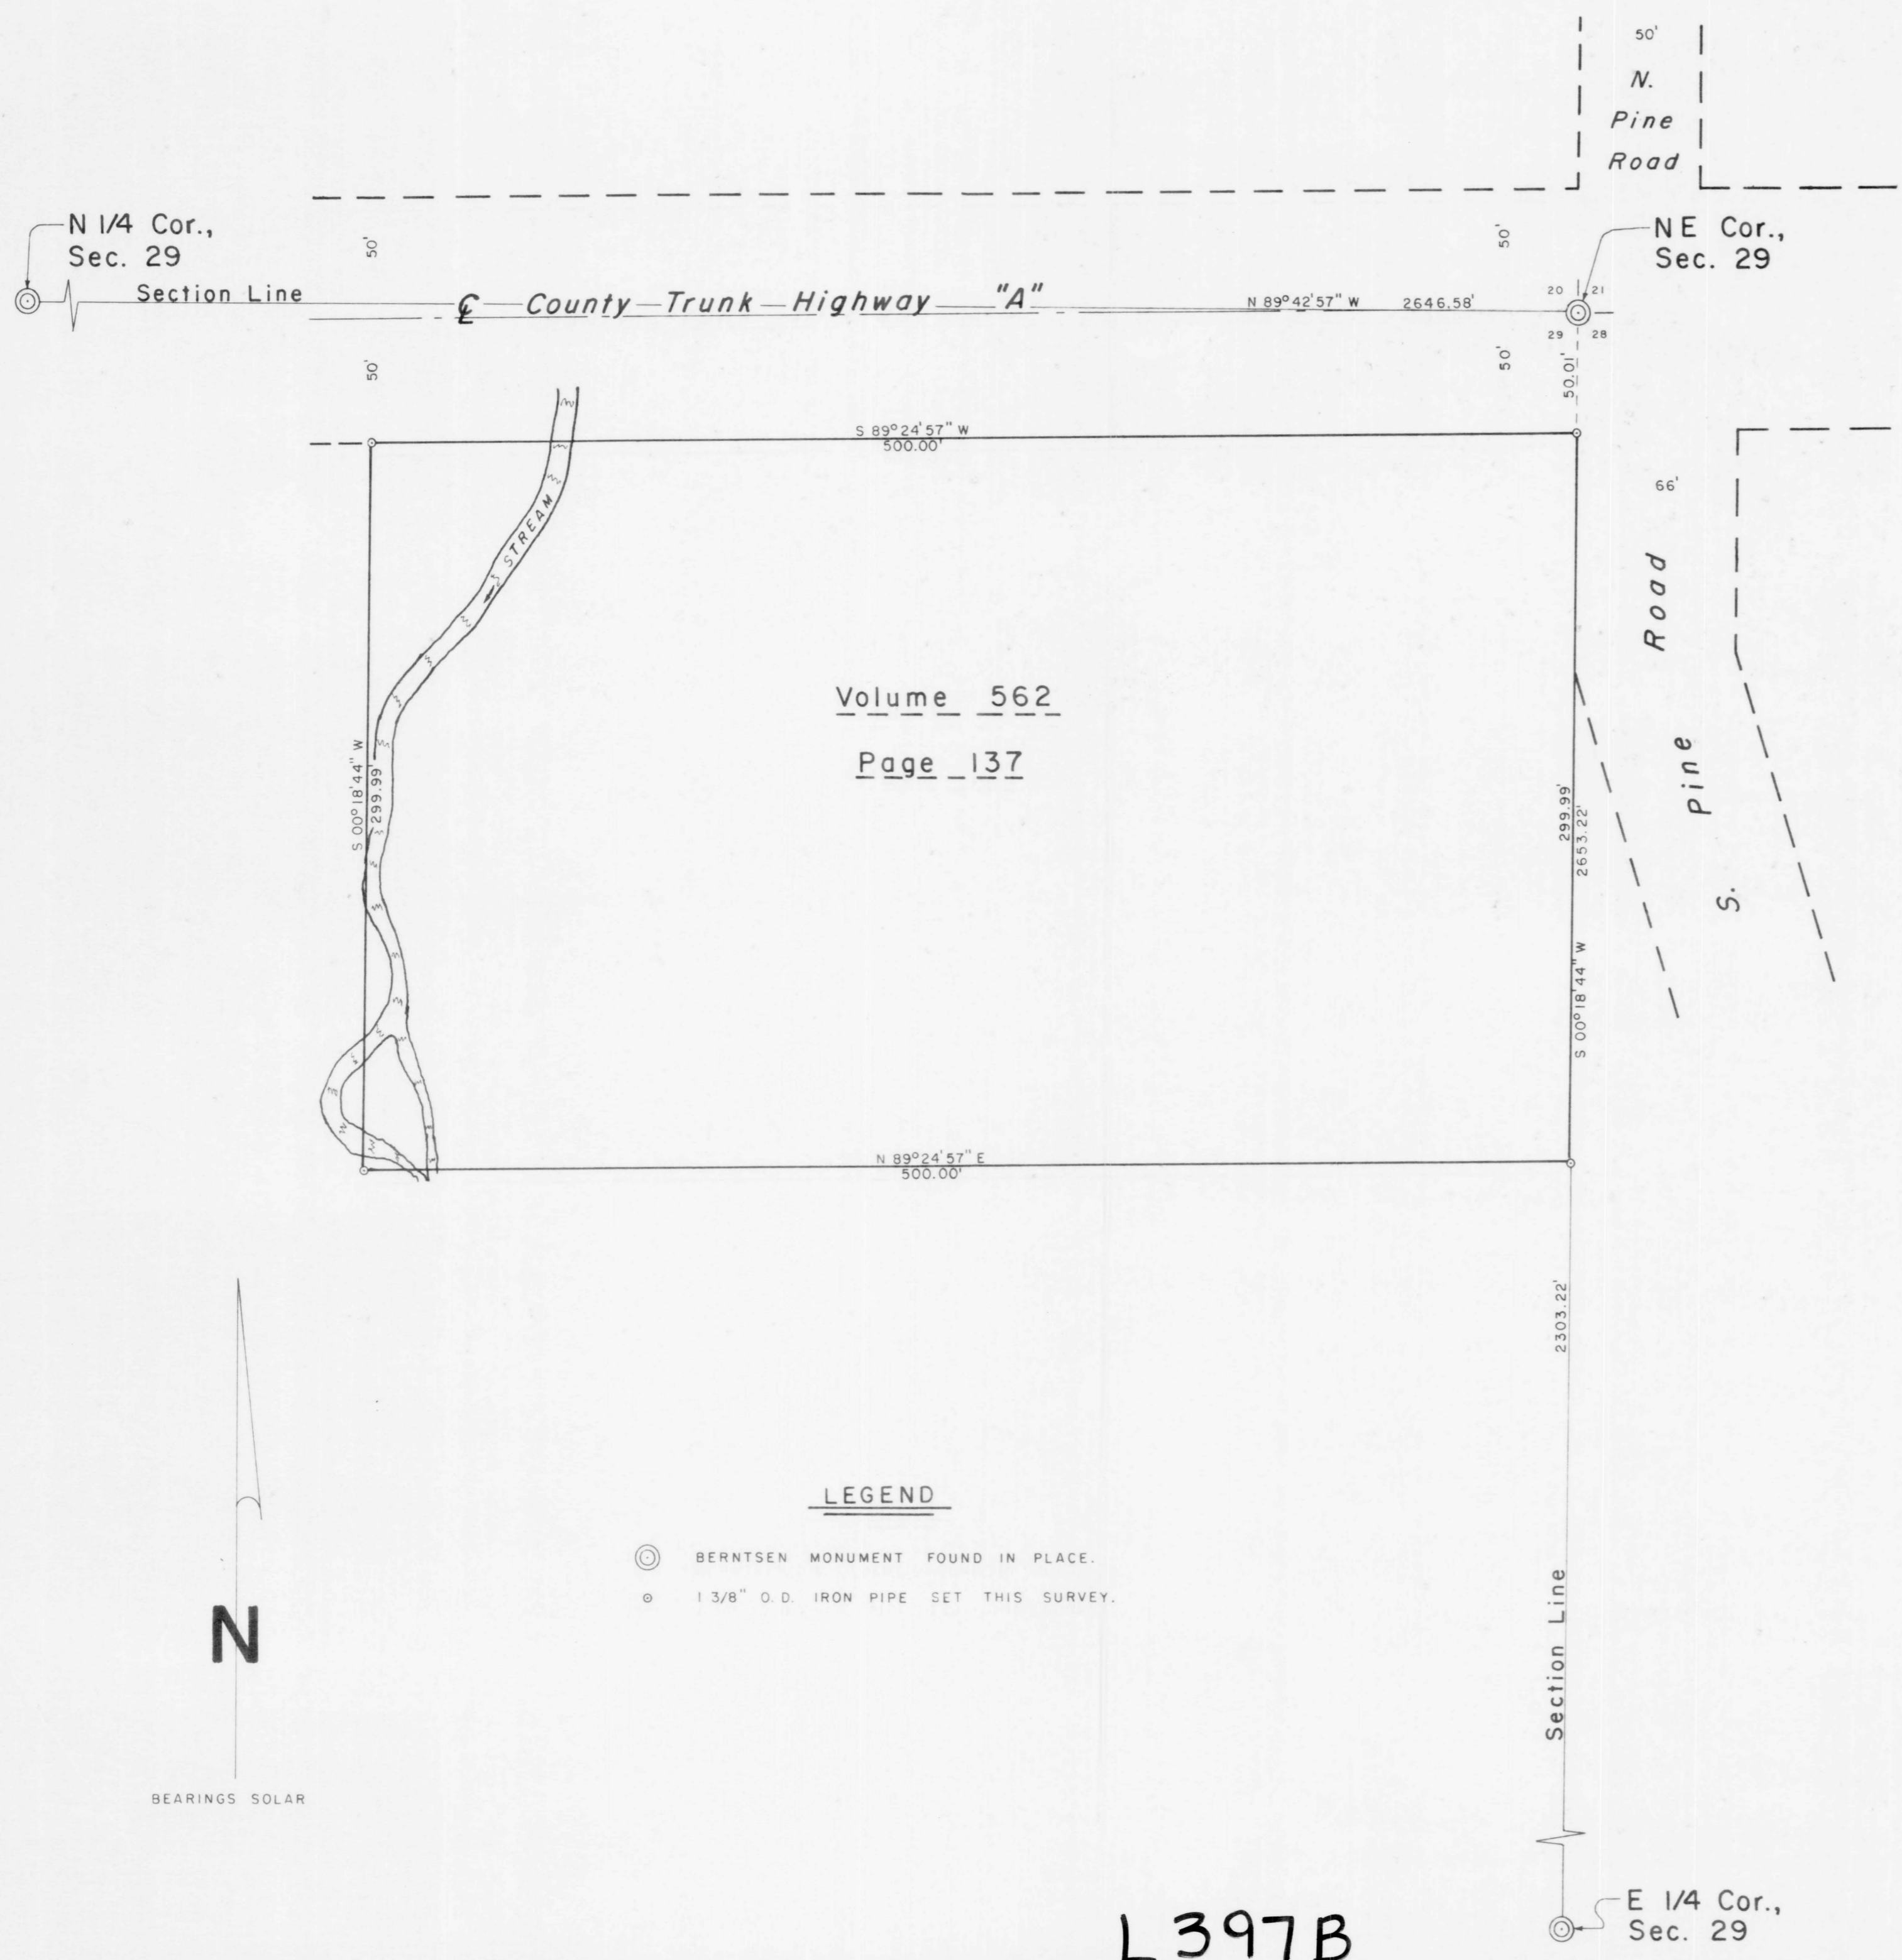 50'
N.
Pine
Road
N 1/4 Cor.,
Sec. 29
50'
50'
NE Cor.,
Sec. 29
Section Line
℄ County Trunk Highway "A"
N 89°42'57" W 2646.58'
20 21
29 28
50'
50'
50.01'
S 89°24'57" W
500.00'
66'
STREAM
Road
Pine
S.
Volume 562
Page 137
S 00°18'44" W
299.99'
299.99'
2653.22'
S 00°18'44" W
N 89°24'57" E
500.00'
2303.22'
LEGEND
BERNTSEN MONUMENT FOUND IN PLACE.
1 3/8" O.D. IRON PIPE SET THIS SURVEY.
N
Section Line
BEARINGS SOLAR
E 1/4 Cor.,
Sec. 29
L397B